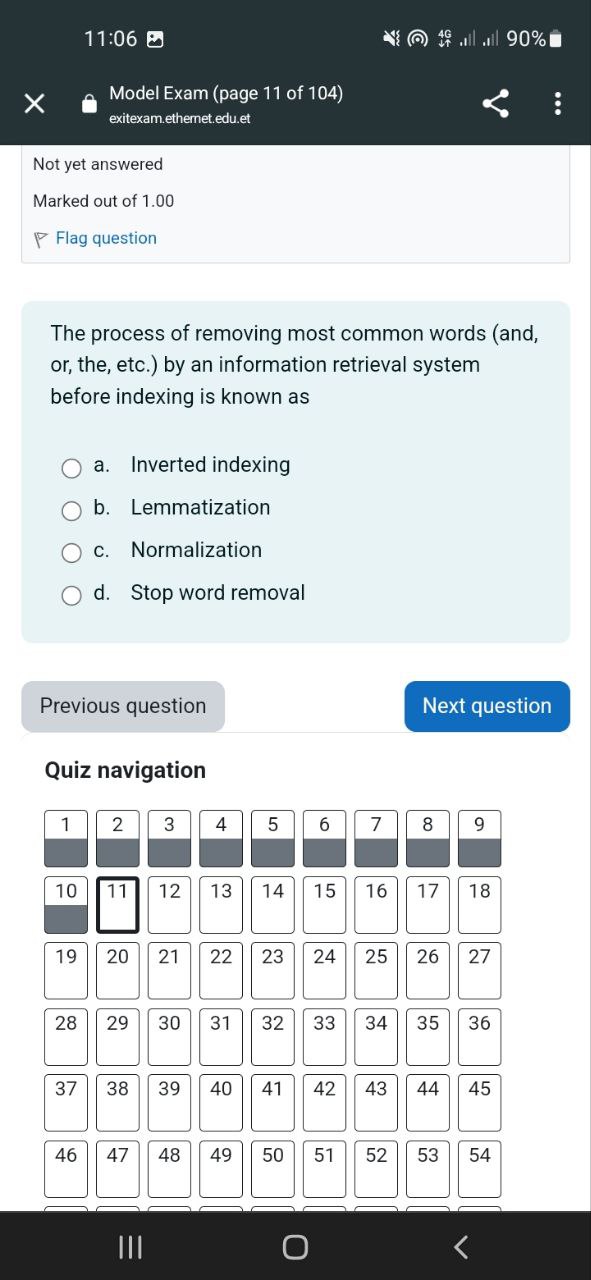 11:06 4G 90%
Model Exam (page 11 of 104)
exitexam.ethernet.edu.et
Not yet answered
Marked out of 1.00
Flag question
The process of removing most common words (and,
or, the, etc.) by an information retrieval system
before indexing is known as
a. Inverted indexing
b. Lemmatization
c. Normalization
d. Stop word removal
Previous question Next question
Quiz navigation
1 2 3 4 5 6 7 8 9
10 11 12 13 14 15 16 17 18
19 20 21 22 23 24 25 26 27
28 29 30 31 32 33 34 35 36
37 38 39 40 41 42 43 44 45
46 47 48 49 50 51 52 53 54